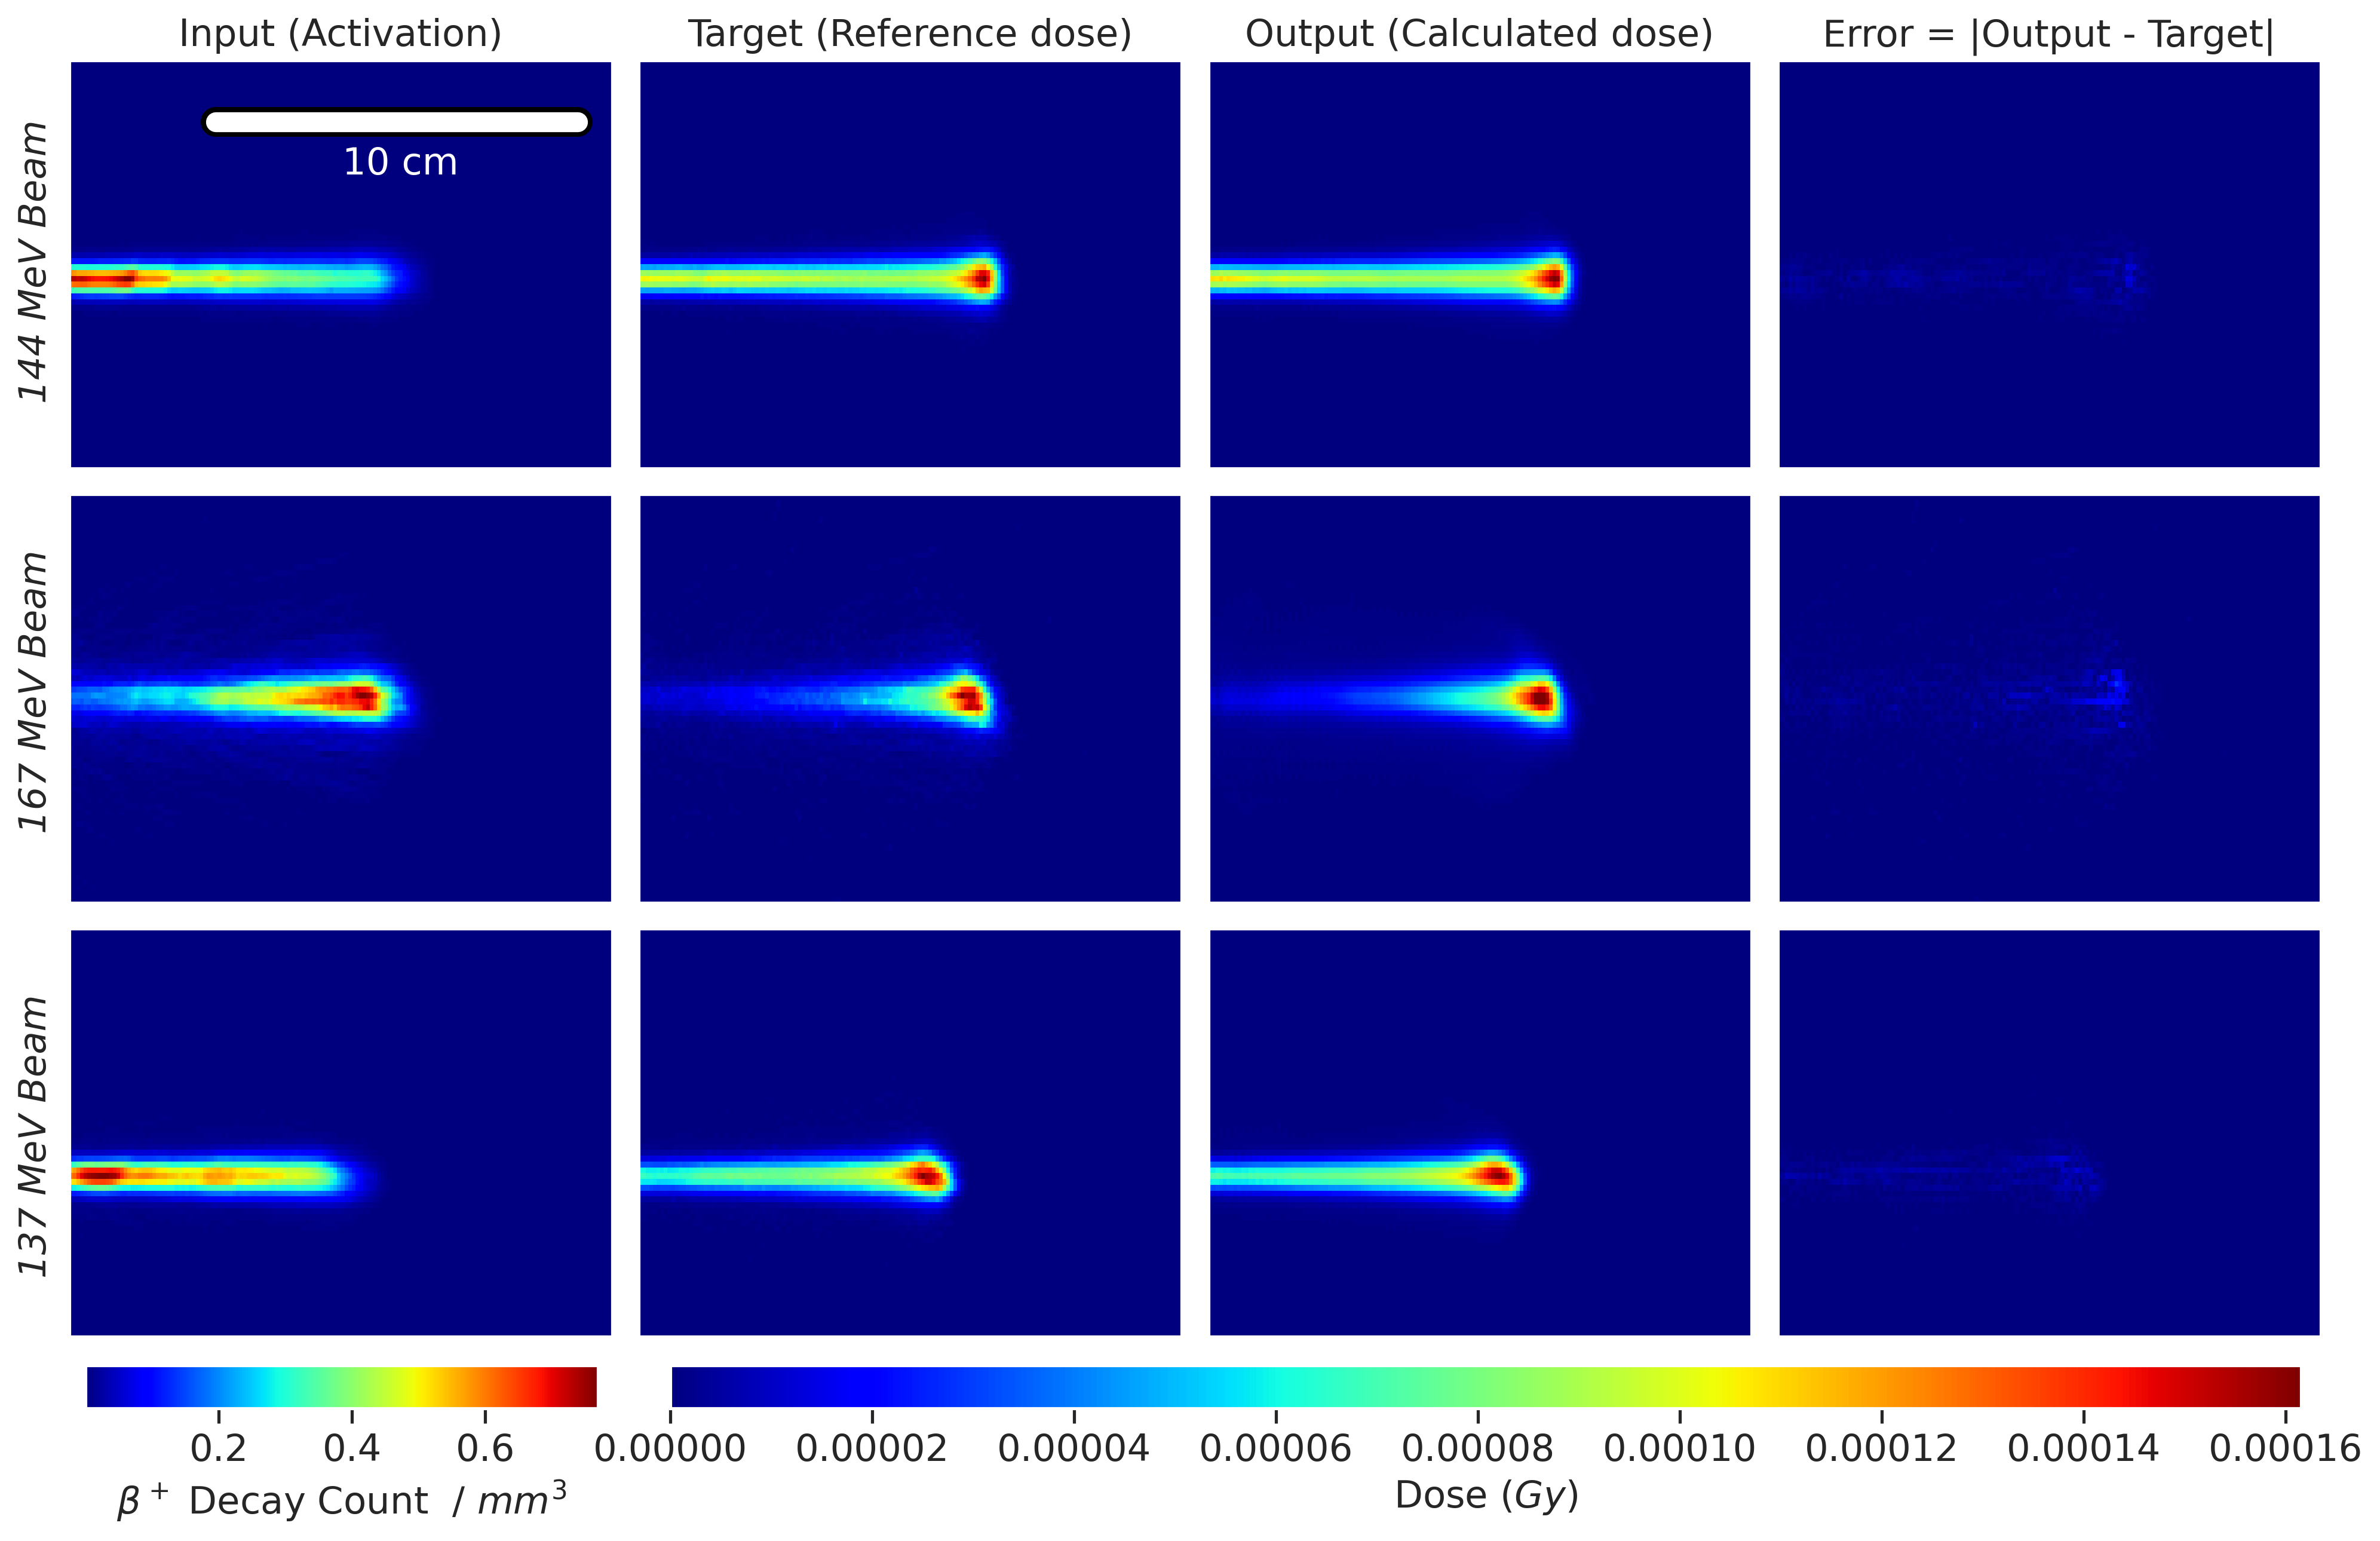 Input (Activation)
Target (Reference dose)
Output (Calculated dose)
Error = |Output - Target|
144 MeV Beam
10 cm
167 MeV Beam
137 MeV Beam
0.2 0.4 0.6
β⁺ Decay Count / mm³
0.00000 0.00002 0.00004 0.00006 0.00008 0.00010 0.00012 0.00014 0.00016
Dose (Gy)